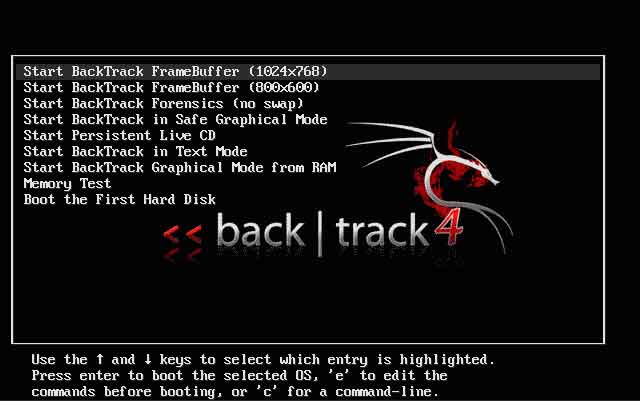 Start BackTrack FrameBuffer (1024x768)
Start BackTrack FrameBuffer (800x600)
Start BackTrack Forensics (no swap)
Start BackTrack in Safe Graphical Mode
Start Persistent Live CD
Start BackTrack in Text Mode
Start BackTrack Graphical Mode from RAM
Memory Test
Boot the First Hard Disk
<< back | track 4
Use the ↑ and ↓ keys to select which entry is highlighted.
Press enter to boot the selected OS, 'e' to edit the
commands before booting, or 'c' for a command-line.